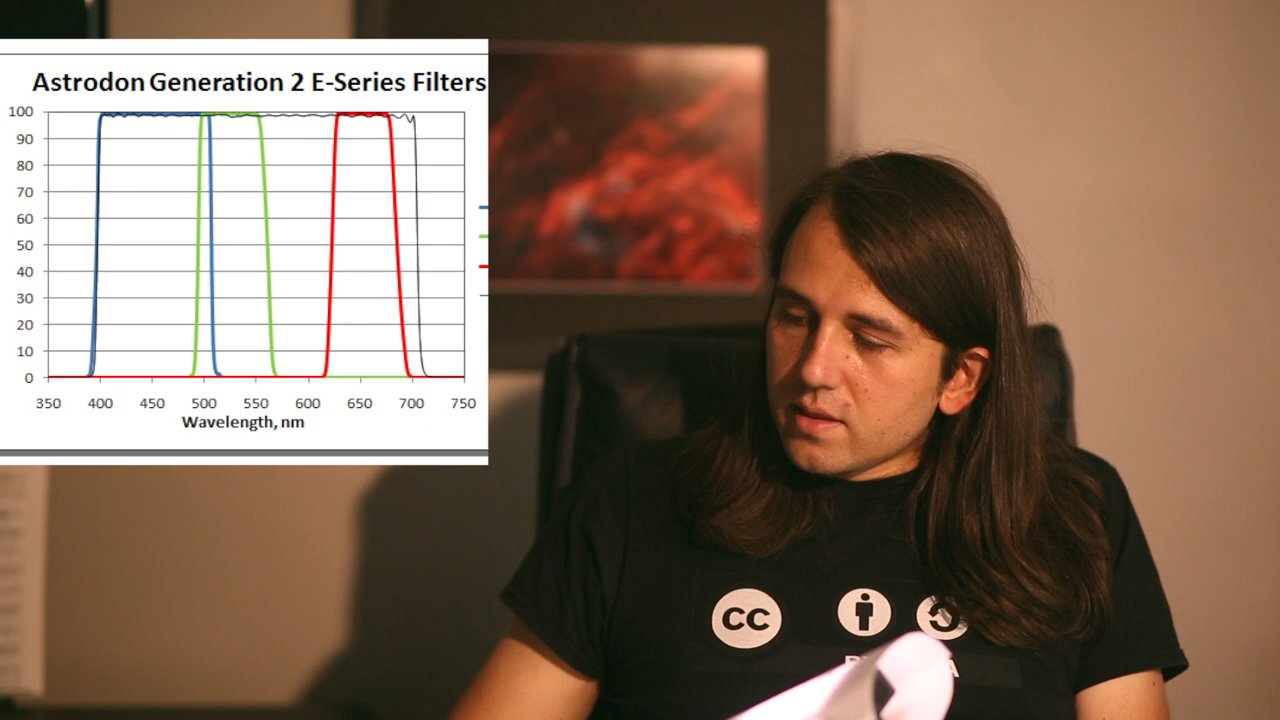 Astrodon Generation 2 E-Series Filters
100
90
80
70
60
50
40
30
20
10
0
350 400 450 500 550 600 650 700 750
Wavelength, nm
cc